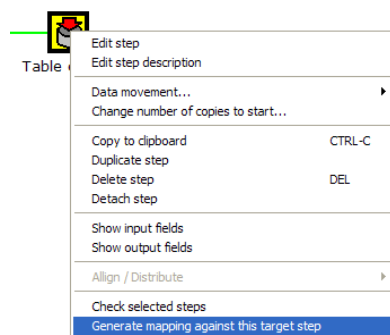 Table
Edit step
Edit step description
Data movement...
Change number of copies to start...
Copy to clipboard CTRL-C
Duplicate step
Delete step DEL
Detach step
Show input fields
Show output fields
Align / Distribute
Check selected steps
Generate mapping against this target step